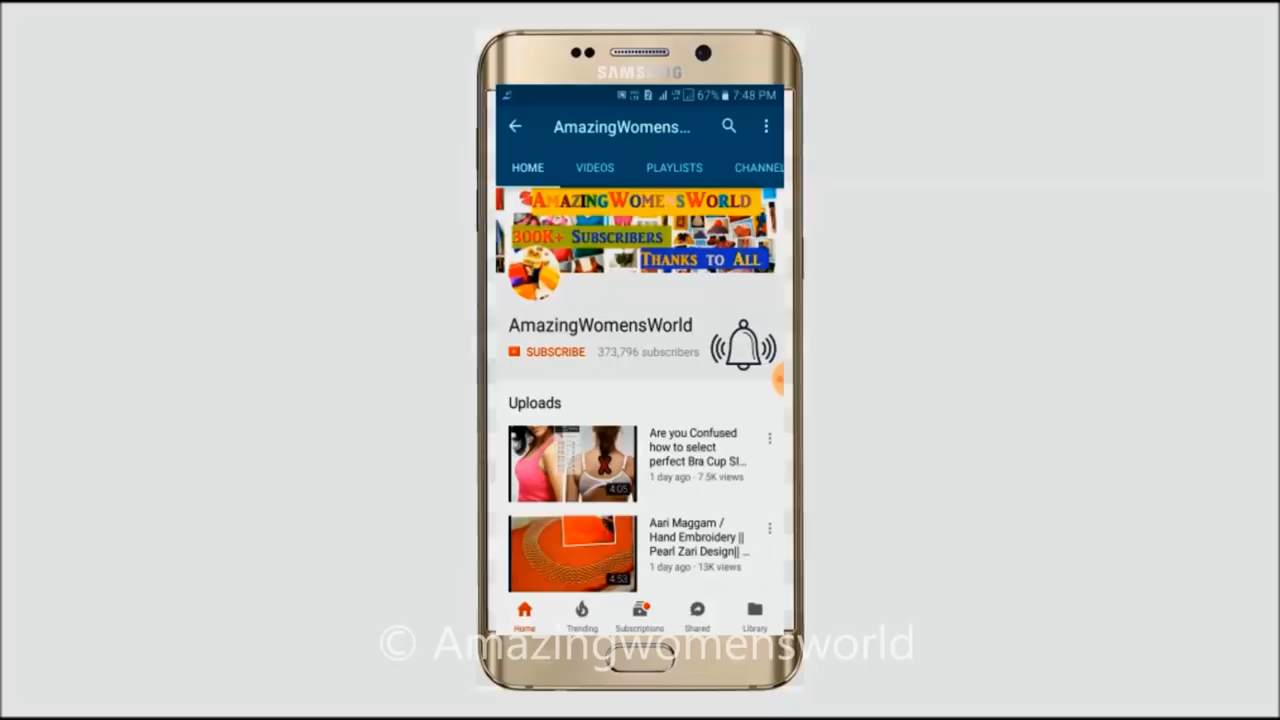 SAMSUNG
67% 7:48 PM
AmazingWomens...
HOME VIDEOS PLAYLISTS CHANNEL
AMAZINGWOMENSWORLD
300K+ SUBSCRIBERS
THANKS TO ALL
AmazingWomensWorld
SUBSCRIBE 373,796 subscribers
Uploads
Are you Confused
how to select
perfect Bra Cup SI...
1 day ago · 7.5K views
4:05
Aari Maggam /
Hand Embroidery ||
Pearl Zari Design|| ...
1 day ago · 13K views
4:53
Home Trending Subscriptions Shared Library
© Amazingwomensworld